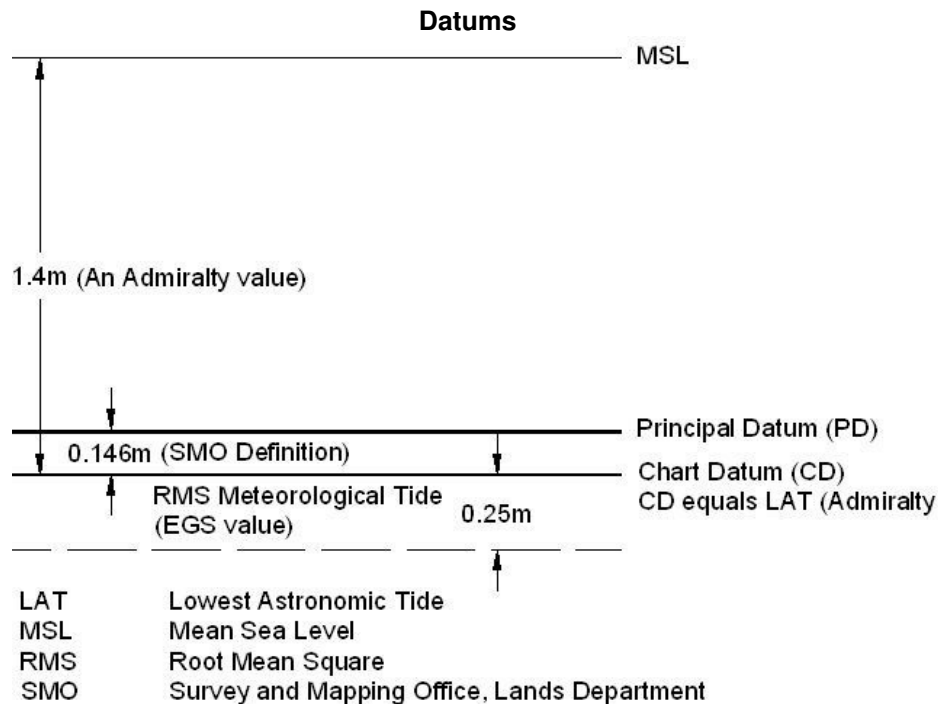 Datums
MSL
1.4m (An Admiralty value)
Principal Datum (PD)
0.146m (SMO Definition)
Chart Datum (CD)
CD equals LAT (Admiralty
RMS Meteorological Tide
(EGS value)
0.25m
LAT Lowest Astronomic Tide
MSL Mean Sea Level
RMS Root Mean Square
SMO Survey and Mapping Office, Lands Department